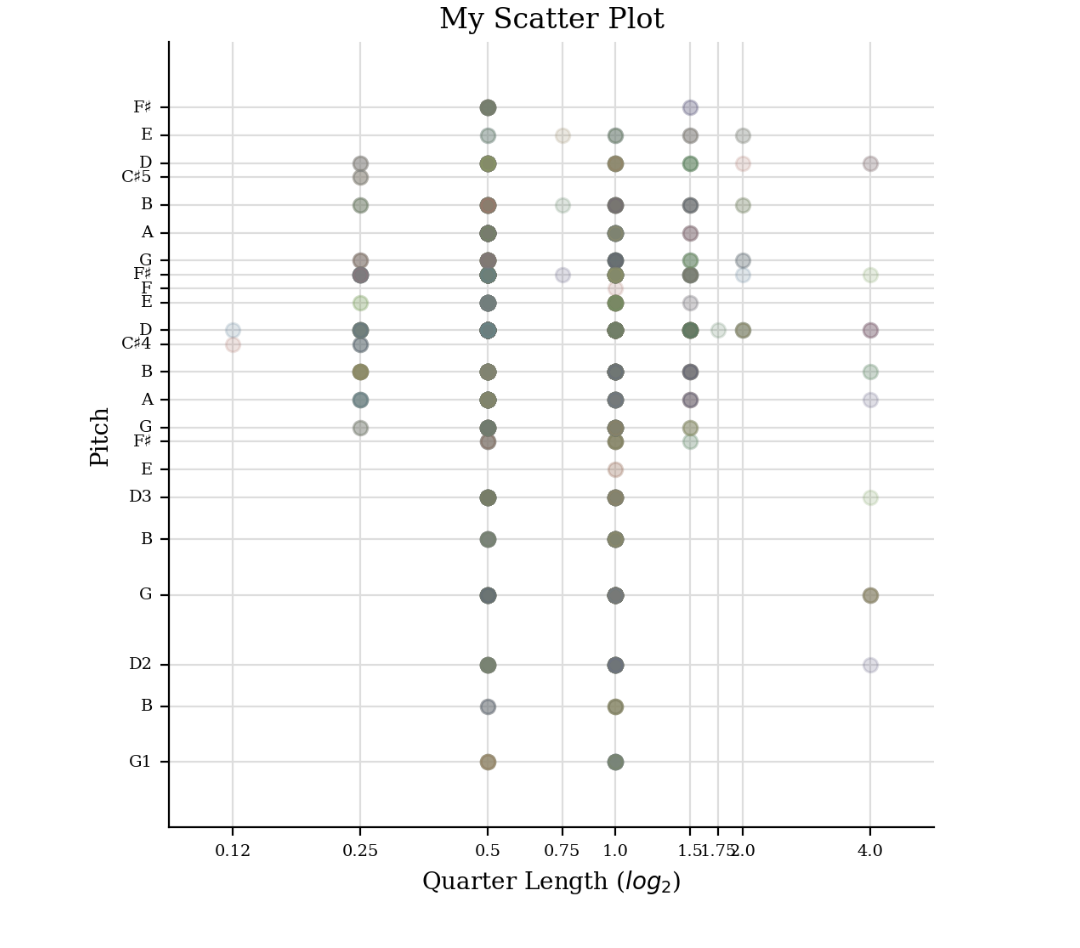 My Scatter Plot
F♯
E
D
C♯5
B
A
G
F♯
F
E
D
C♯4
B
A
G
F♯
E
D3
B
G
D2
B
G1
Pitch
0.12 0.25 0.5 0.75 1.0 1.5 1.75 2.0 4.0
Quarter Length (log₂)